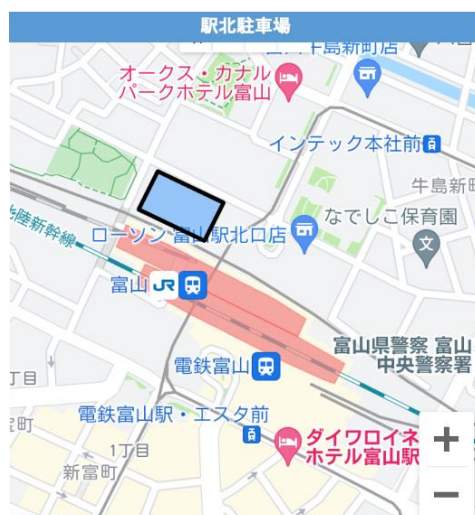 駅北駐車場
牛島新町店
オークス・カナル
パークホテル富山
インテック本社前
牛島新町
なでしこ保育園
ローソン 富山駅北口店
陸新幹線
富山 JR
富山県警察 富山
中央警察署
電鉄富山
丁目
電鉄富山駅・エスタ前
ダイワロイネ
ホテル富山駅
1丁目
新富町
+
−